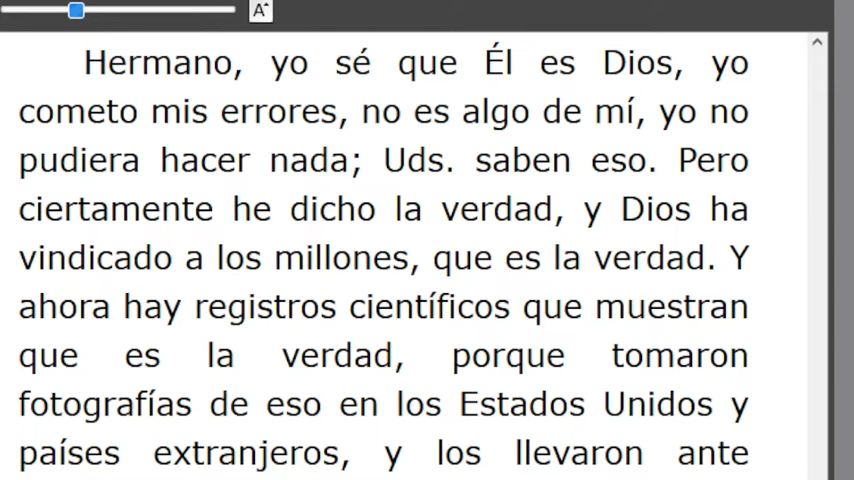 A
Hermano, yo sé que Él es Dios, yo
cometo mis errores, no es algo de mí, yo no
pudiera hacer nada; Uds. saben eso. Pero
ciertamente he dicho la verdad, y Dios ha
vindicado a los millones, que es la verdad. Y
ahora hay registros científicos que muestran
que es la verdad, porque tomaron
fotografías de eso en los Estados Unidos y
países extranjeros, y los llevaron ante